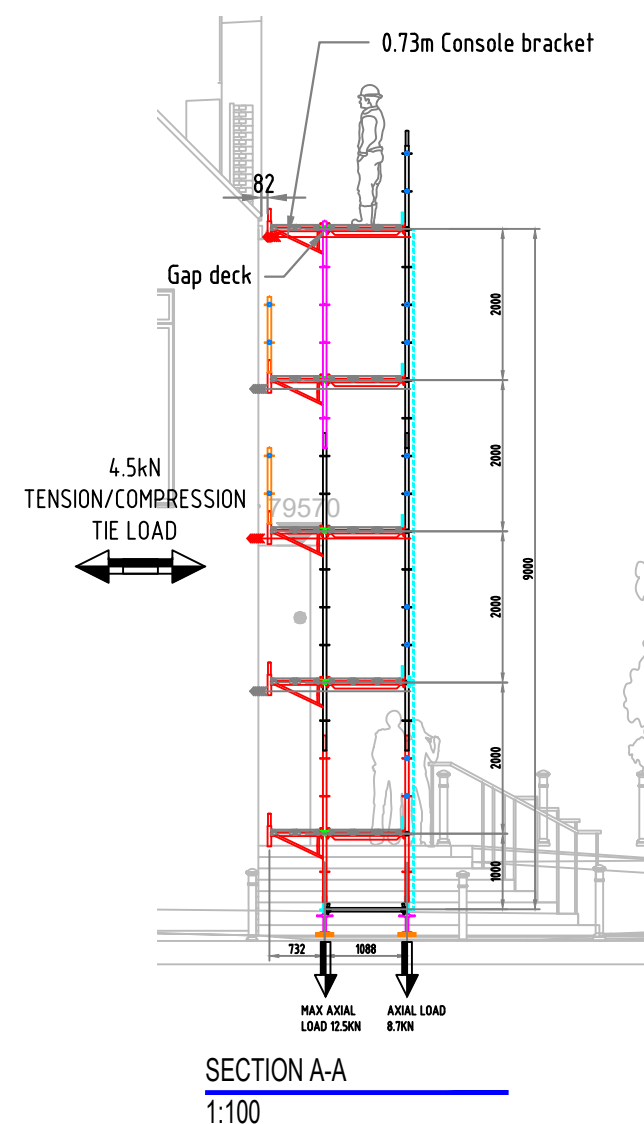 0.73m Console bracket
82
Gap deck
2000
2000
4.5kN
TENSION/COMPRESSION
TIE LOAD
79570
9000
2000
2000
1000
732
1088
MAX AXIAL
LOAD 12.5KN
AXIAL LOAD
8.7KN
SECTION A-A
1:100